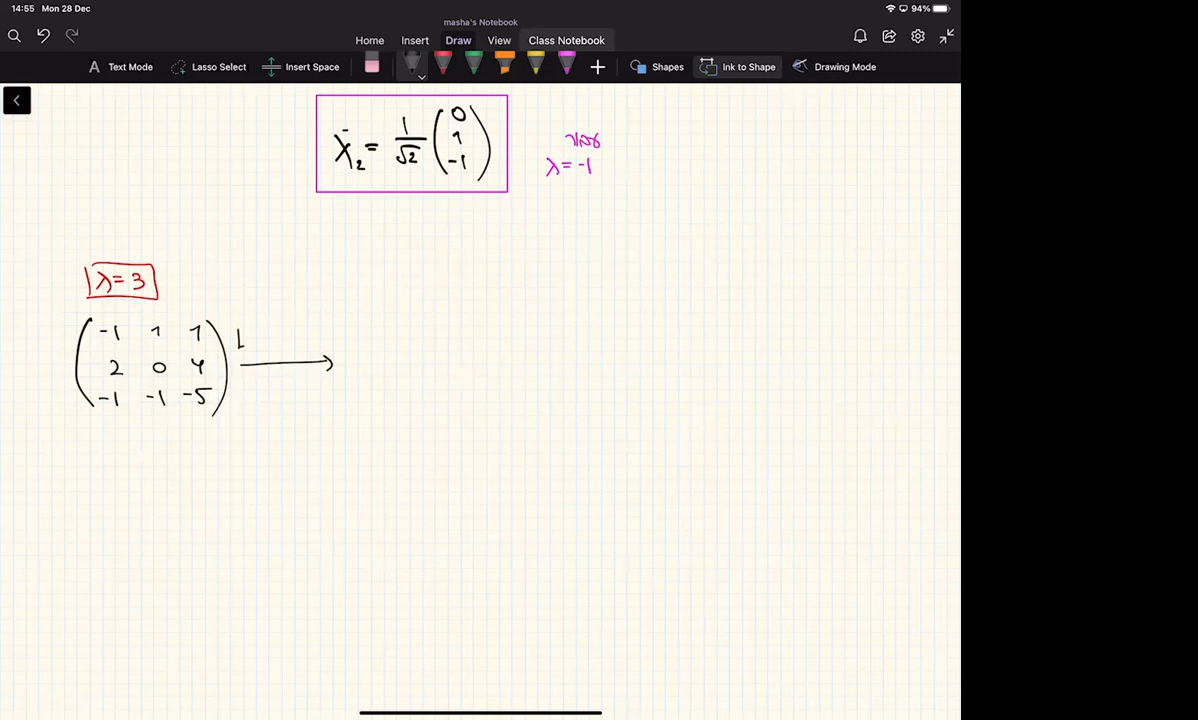 14:55 Mon 28 Dec
94%
masha's Notebook
Home Insert Draw View Class Notebook
Text Mode Lasso Select Insert Space Shapes Ink to Shape Drawing Mode
x̄₂ = 1/√2 (0 1 -1)
λ = -1
λ = 3
-1 1 1
2 0 4
-1 -1 -5